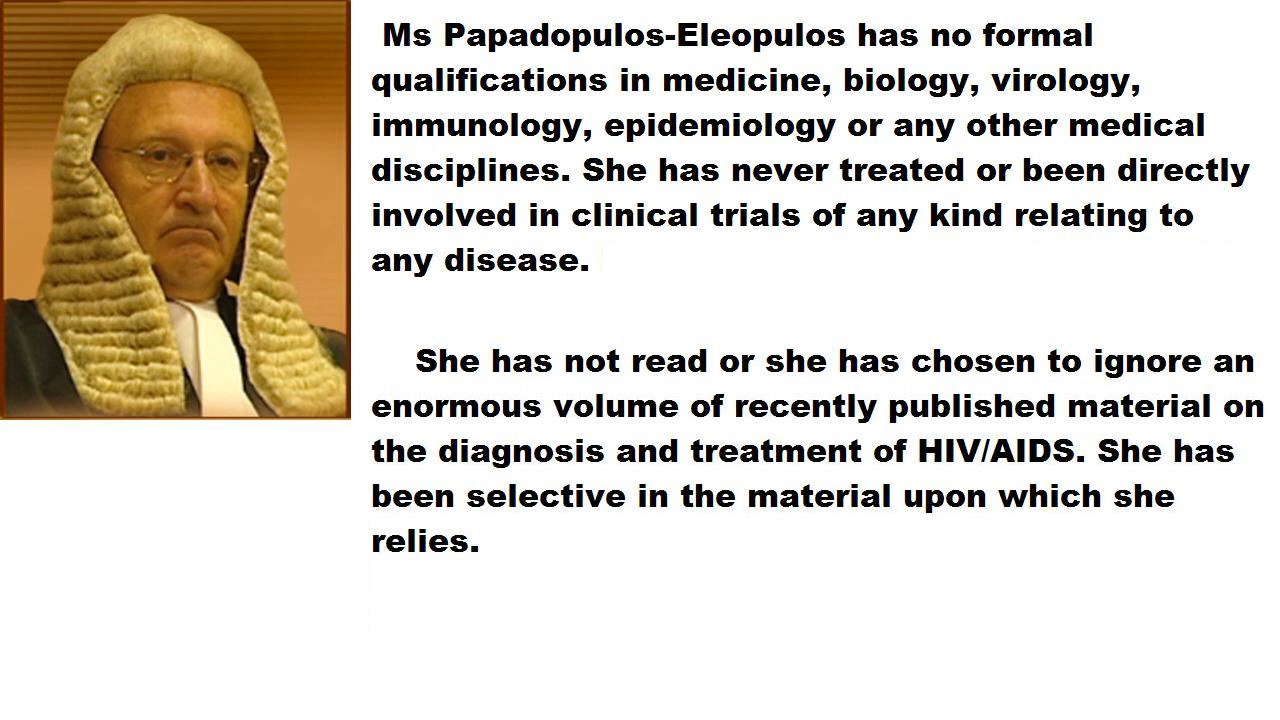 Ms Papadopulos-Eleopulos has no formal
qualifications in medicine, biology, virology,
immunology, epidemiology or any other medical
disciplines. She has never treated or been directly
involved in clinical trials of any kind relating to
any disease.
She has not read or she has chosen to ignore an
enormous volume of recently published material on
the diagnosis and treatment of HIV/AIDS. She has
been selective in the material upon which she
relies.